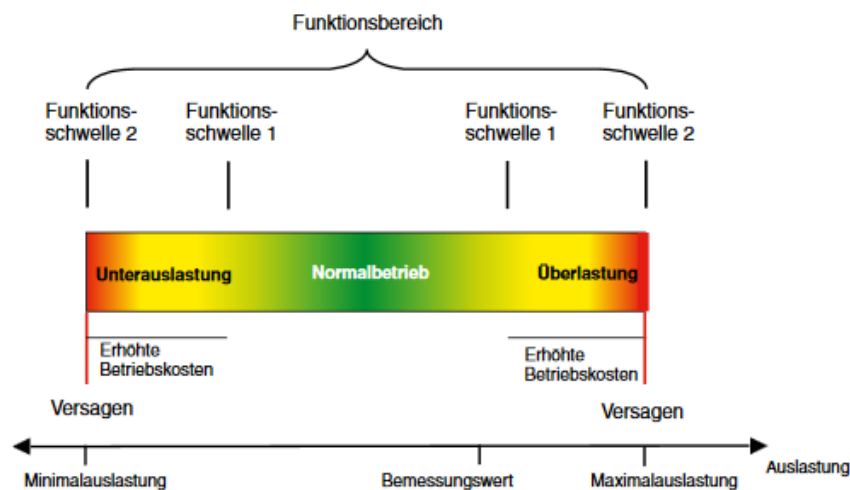 Funktionsbereich
Funktions-
schwelle 2
Funktions-
schwelle 1
Funktions-
schwelle 1
Funktions-
schwelle 2
Unterauslastung
Normalbetrieb
Überlastung
Erhöhte
Betriebskosten
Erhöhte
Betriebskosten
Versagen
Versagen
Minimalauslastung
Bemessungswert
Maximalauslastung
Auslastung